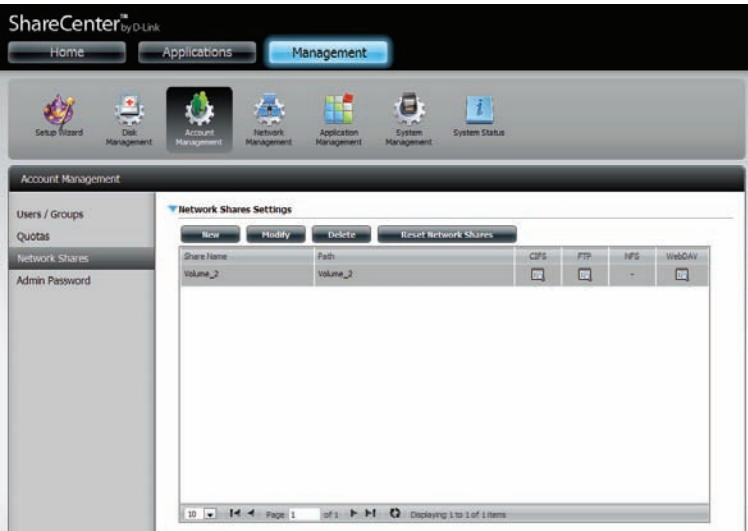 ShareCenter™ by D-Link
Home Applications Management
Setup Wizard
Disk Management
Account Management
Network Management
Application Management
System Management
System Status
Account Management
Users / Groups
Quotas
Network Shares
Admin Password
Network Shares Settings
New Modify Delete Reset Network Shares
Share Name Path CIFS FTP NFS WebDAV
Volume_2 Volume_2 -
10 Page 1 of 1 Displaying 1 to 1 of 1 items